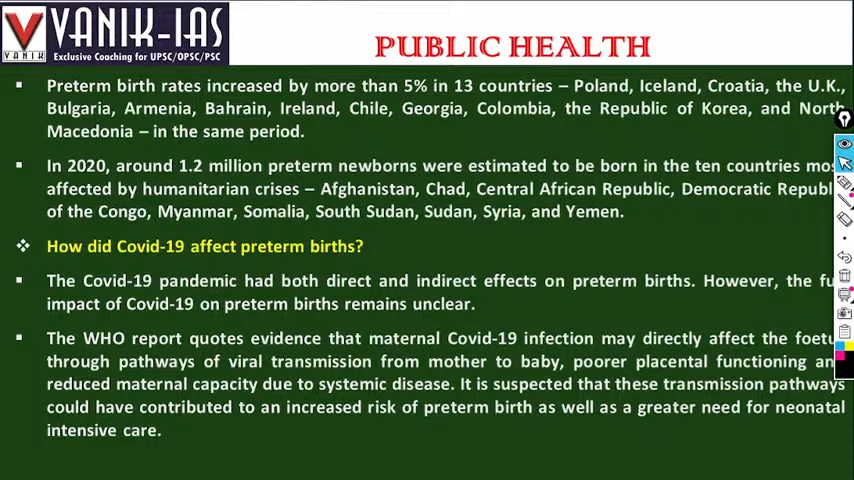 VANIK-IAS
VANIK
Exclusive Coaching for UPSC/OPSC/PSC
PUBLIC HEALTH
▪ Preterm birth rates increased by more than 5% in 13 countries – Poland, Iceland, Croatia, the U.K.,
Bulgaria, Armenia, Bahrain, Ireland, Chile, Georgia, Colombia, the Republic of Korea, and North
Macedonia – in the same period.
▪ In 2020, around 1.2 million preterm newborns were estimated to be born in the ten countries mos
affected by humanitarian crises – Afghanistan, Chad, Central African Republic, Democratic Republ
of the Congo, Myanmar, Somalia, South Sudan, Sudan, Syria, and Yemen.
❖ How did Covid-19 affect preterm births?
▪ The Covid-19 pandemic had both direct and indirect effects on preterm births. However, the fu
impact of Covid-19 on preterm births remains unclear.
▪ The WHO report quotes evidence that maternal Covid-19 infection may directly affect the foetu
through pathways of viral transmission from mother to baby, poorer placental functioning an
reduced maternal capacity due to systemic disease. It is suspected that these transmission pathways
could have contributed to an increased risk of preterm birth as well as a greater need for neonatal
intensive care.